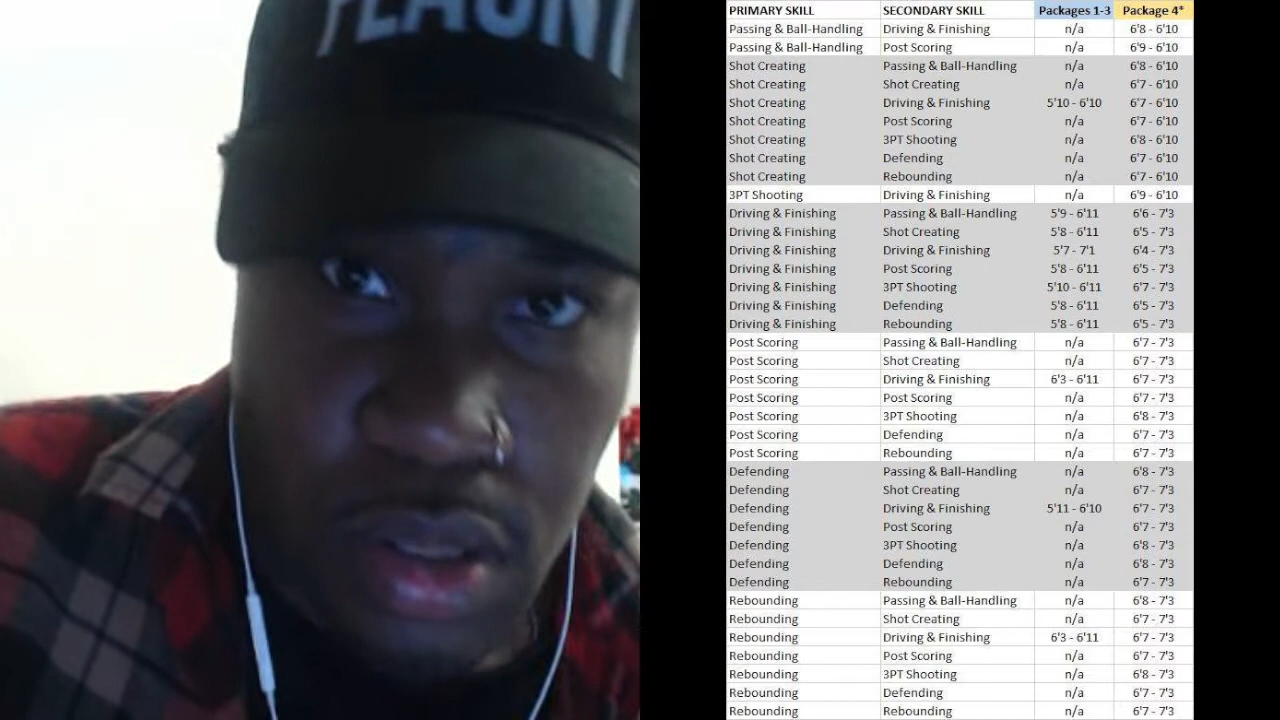 FLAUNT
PRIMARY SKILL SECONDARY SKILL Packages 1-3 Package 4*
Passing & Ball-Handling Driving & Finishing n/a 6'8 - 6'10
Passing & Ball-Handling Post Scoring n/a 6'9 - 6'10
Shot Creating Passing & Ball-Handling n/a 6'8 - 6'10
Shot Creating Shot Creating n/a 6'7 - 6'10
Shot Creating Driving & Finishing 5'10 - 6'10 6'7 - 6'10
Shot Creating Post Scoring n/a 6'7 - 6'10
Shot Creating 3PT Shooting n/a 6'8 - 6'10
Shot Creating Defending n/a 6'7 - 6'10
Shot Creating Rebounding n/a 6'7 - 6'10
3PT Shooting Driving & Finishing n/a 6'9 - 6'10
Driving & Finishing Passing & Ball-Handling 5'9 - 6'11 6'6 - 7'3
Driving & Finishing Shot Creating 5'8 - 6'11 6'5 - 7'3
Driving & Finishing Driving & Finishing 5'7 - 7'1 6'4 - 7'3
Driving & Finishing Post Scoring 5'8 - 6'11 6'5 - 7'3
Driving & Finishing 3PT Shooting 5'10 - 6'11 6'7 - 7'3
Driving & Finishing Defending 5'8 - 6'11 6'5 - 7'3
Driving & Finishing Rebounding 5'8 - 6'11 6'5 - 7'3
Post Scoring Passing & Ball-Handling n/a 6'7 - 7'3
Post Scoring Shot Creating n/a 6'7 - 7'3
Post Scoring Driving & Finishing 6'3 - 6'11 6'7 - 7'3
Post Scoring Post Scoring n/a 6'7 - 7'3
Post Scoring 3PT Shooting n/a 6'8 - 7'3
Post Scoring Defending n/a 6'7 - 7'3
Post Scoring Rebounding n/a 6'7 - 7'3
Defending Passing & Ball-Handling n/a 6'8 - 7'3
Defending Shot Creating n/a 6'7 - 7'3
Defending Driving & Finishing 5'11 - 6'10 6'7 - 7'3
Defending Post Scoring n/a 6'7 - 7'3
Defending 3PT Shooting n/a 6'8 - 7'3
Defending Defending n/a 6'8 - 7'3
Defending Rebounding n/a 6'7 - 7'3
Rebounding Passing & Ball-Handling n/a 6'8 - 7'3
Rebounding Shot Creating n/a 6'7 - 7'3
Rebounding Driving & Finishing 6'3 - 6'11 6'7 - 7'3
Rebounding Post Scoring n/a 6'7 - 7'3
Rebounding 3PT Shooting n/a 6'8 - 7'3
Rebounding Defending n/a 6'7 - 7'3
Rebounding Rebounding n/a 6'7 - 7'3